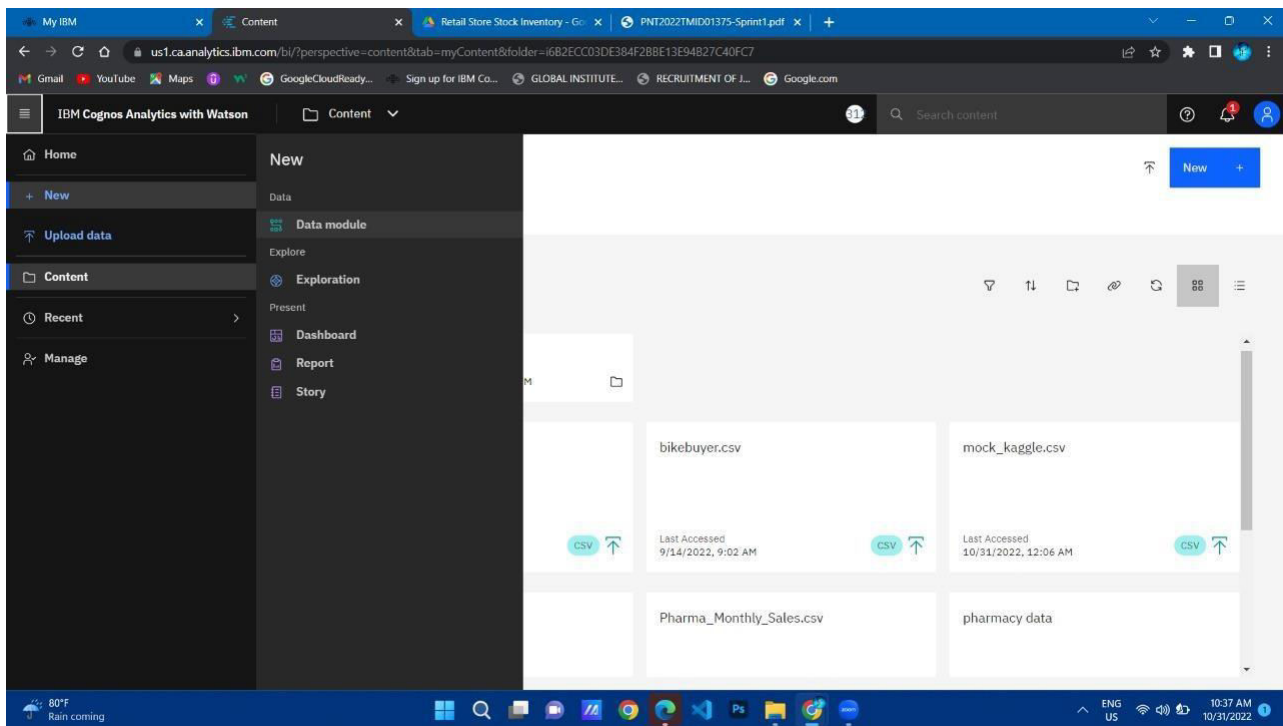 My IBM
Content
Retail Store Stock Inventory - Go
PNT2022TMID01375-Sprint1.pdf
us1.ca.analytics.ibm.com/bi/?perspective=content&tab=myContent&folder=i6B2ECC03DE384F2BBE13E94B27C40FC7
Gmail YouTube Maps GoogleCloudReady... Sign up for IBM Co... GLOBAL INSTITUTE... RECRUITMENT OF J... Google.com
IBM Cognos Analytics with Watson Content Search content
Home
New
Upload data
Content
Recent
Manage
New
Data
Data module
Explore
Exploration
Present
Dashboard
Report
Story
New +
M
bikebuyer.csv
mock_kaggle.csv
CSV
Last Accessed
9/14/2022, 9:02 AM
CSV
Last Accessed
10/31/2022, 12:06 AM
CSV
Pharma_Monthly_Sales.csv
pharmacy data
80°F
Rain coming
ENG
US
10:37 AM
10/31/2022
1